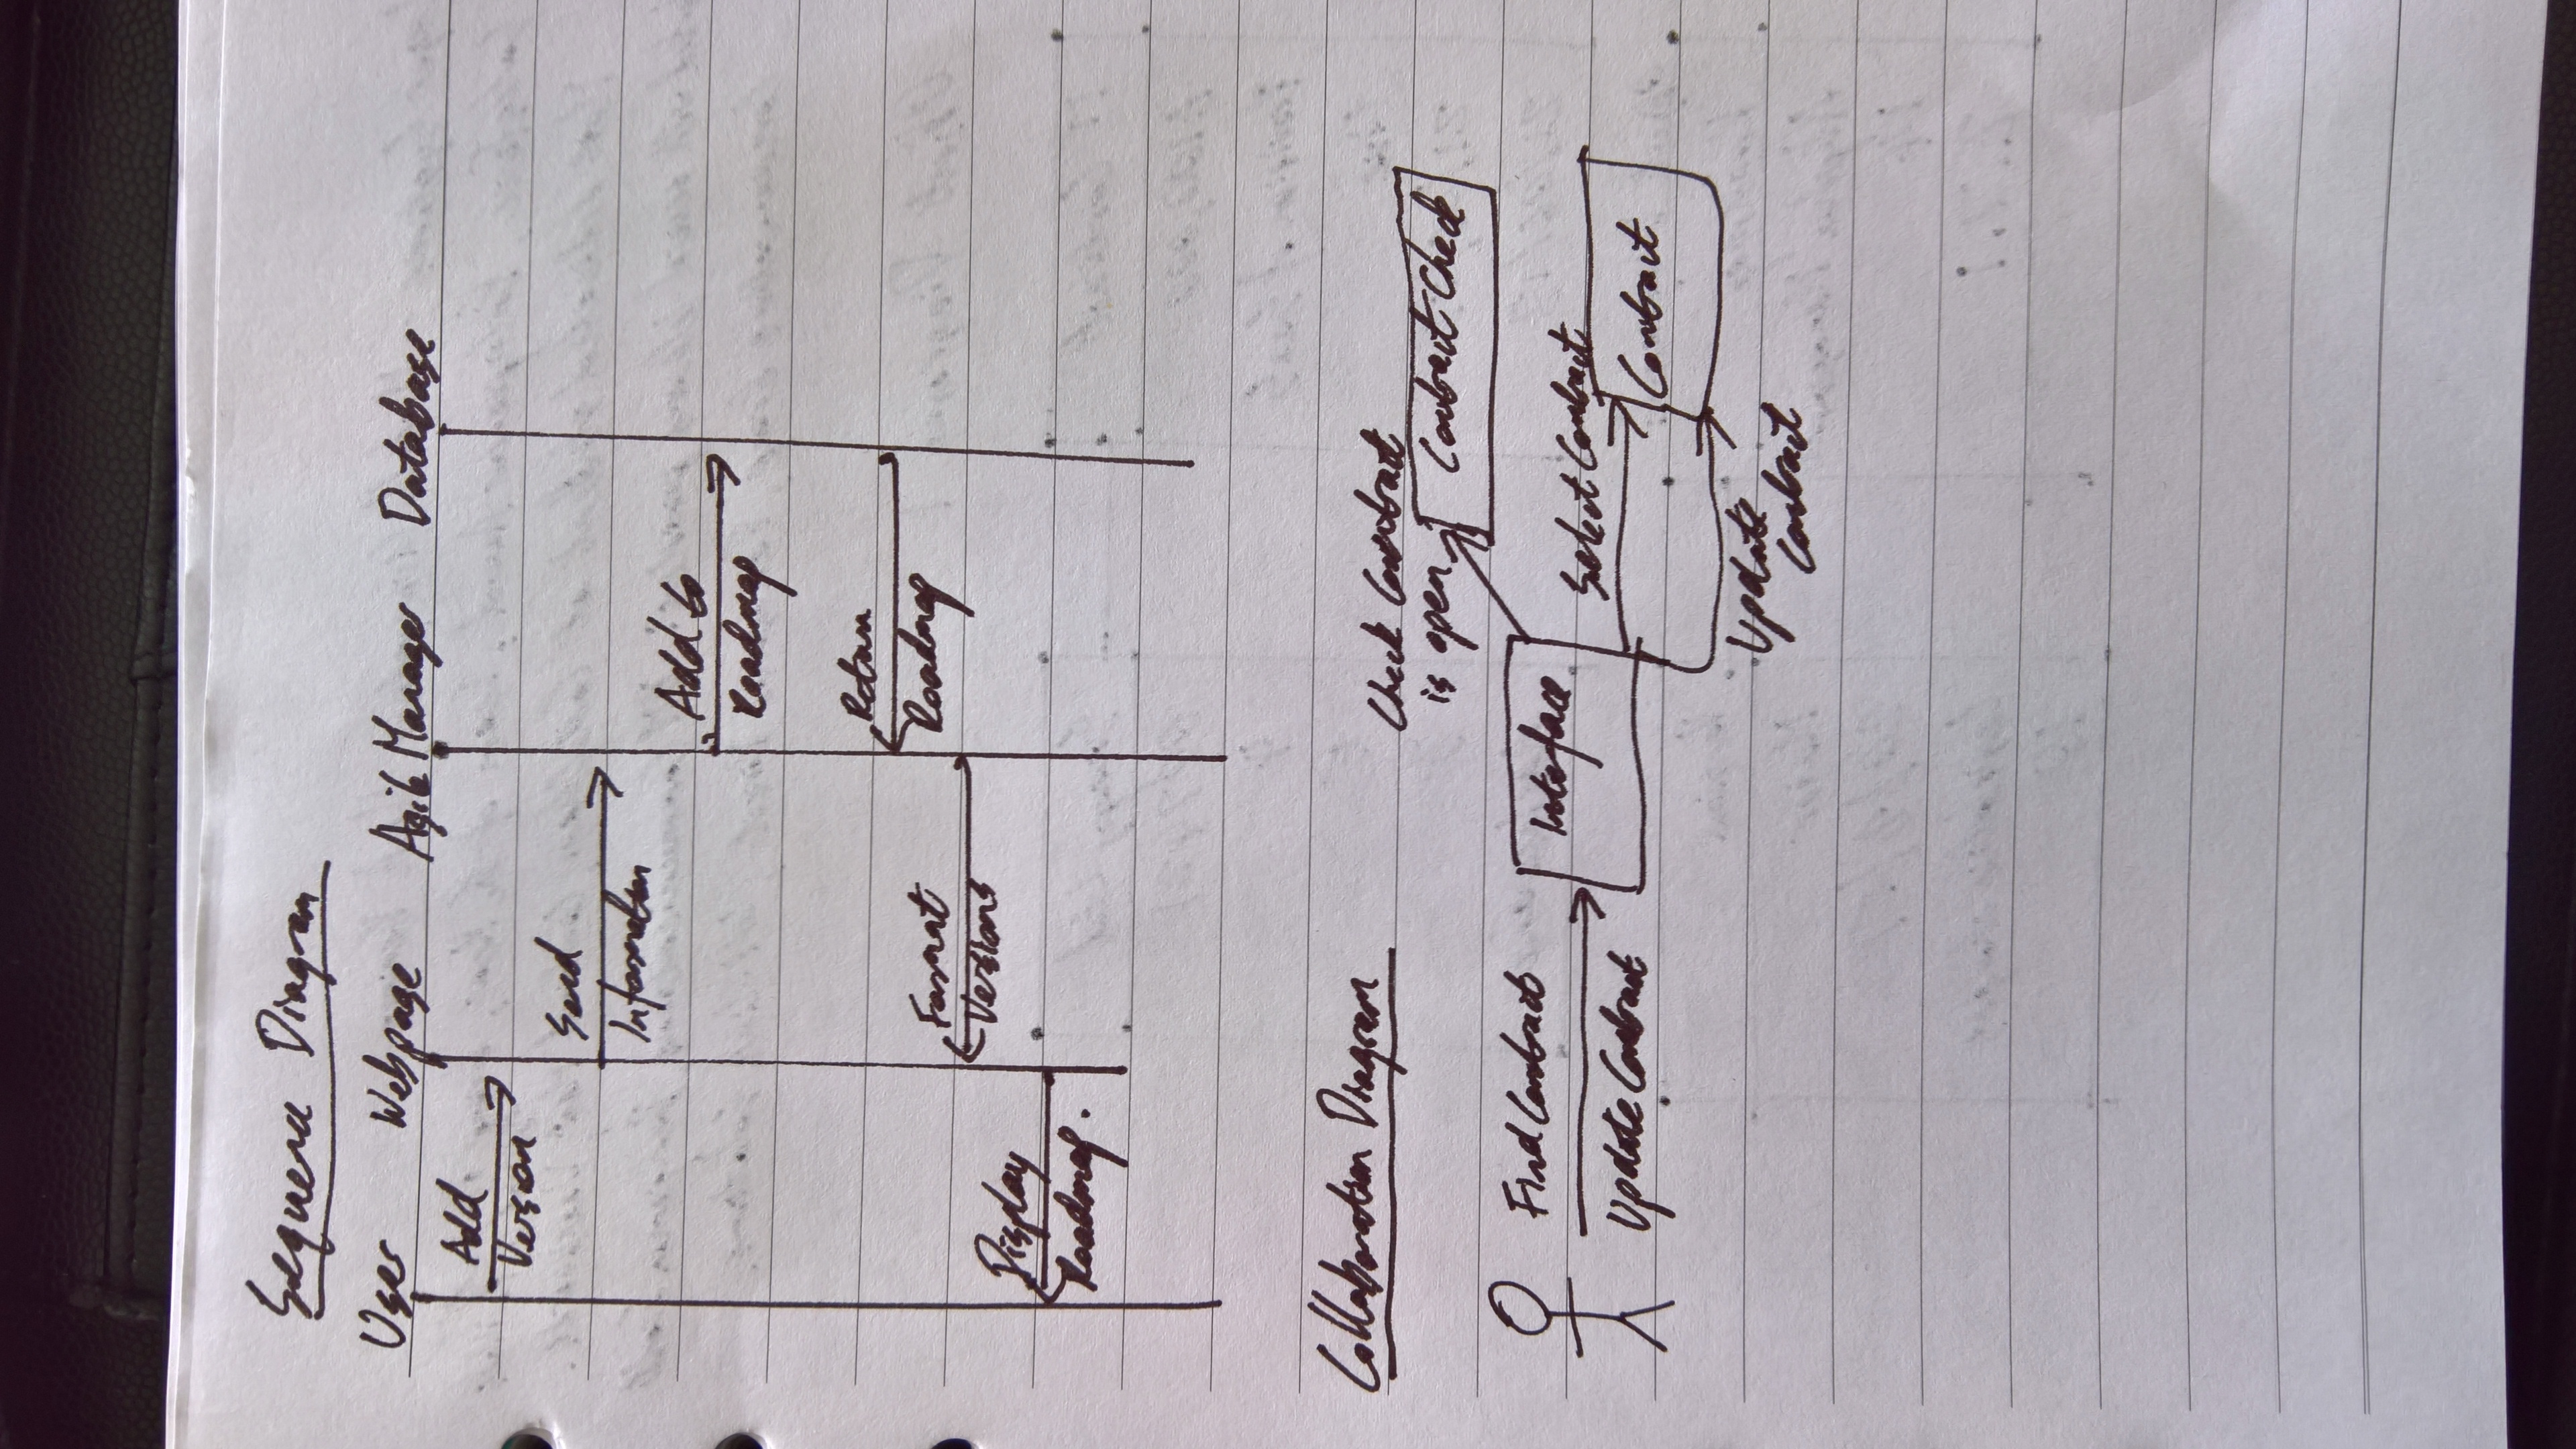 Sequence Diagram
User Webpage Agile Manager Database
Add
Version
Send
Information
Add to
Roadmap
Return
Roadmap
Format
Versions
Display
Roadmap.
Collaboration Diagram
Check Contract
is open
Contract Check
Find Contract
Update Contract
Interface
Select Contract
Contract
Update
Contract